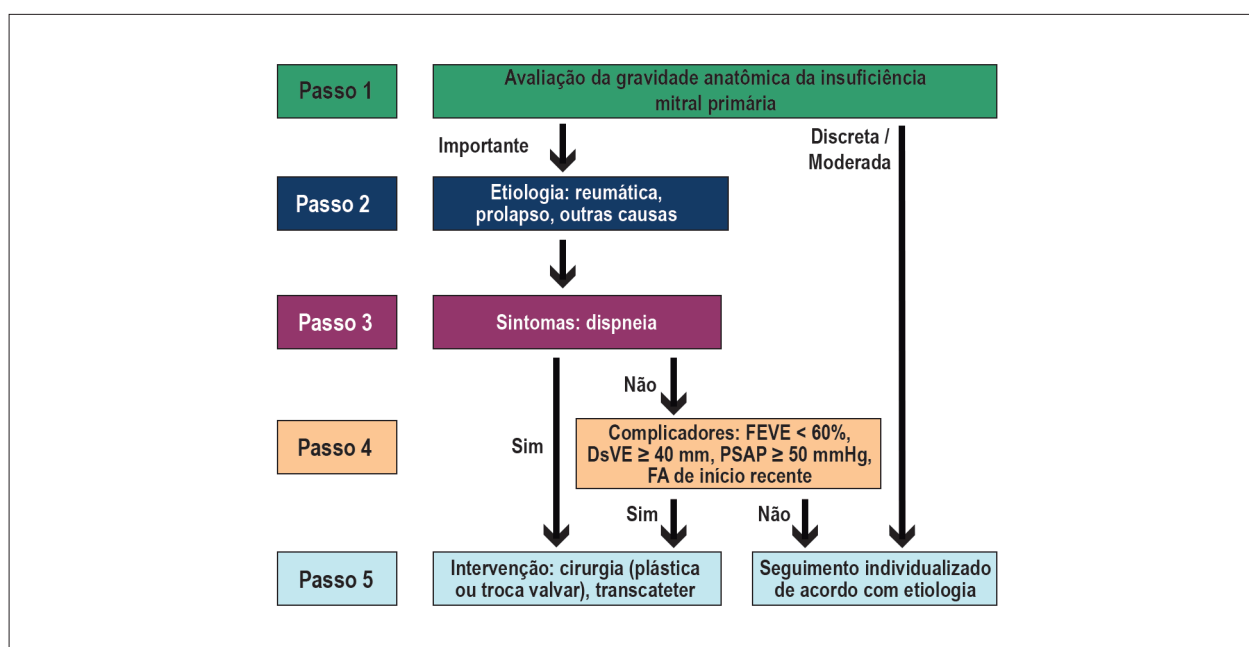 Passo 1
Avaliação da gravidade anatômica da insuficiência
mitral primária
Importante
Discreta /
Moderada
Passo 2
Etiologia: reumática,
prolapso, outras causas
Passo 3
Sintomas: dispneia
Não
Sim
Passo 4
Complicadores: FEVE < 60%,
DsVE ≥ 40 mm, PSAP ≥ 50 mmHg,
FA de início recente
Sim
Não
Passo 5
Intervenção: cirurgia (plástica
ou troca valvar), transcateter
Seguimento individualizado
de acordo com etiologia